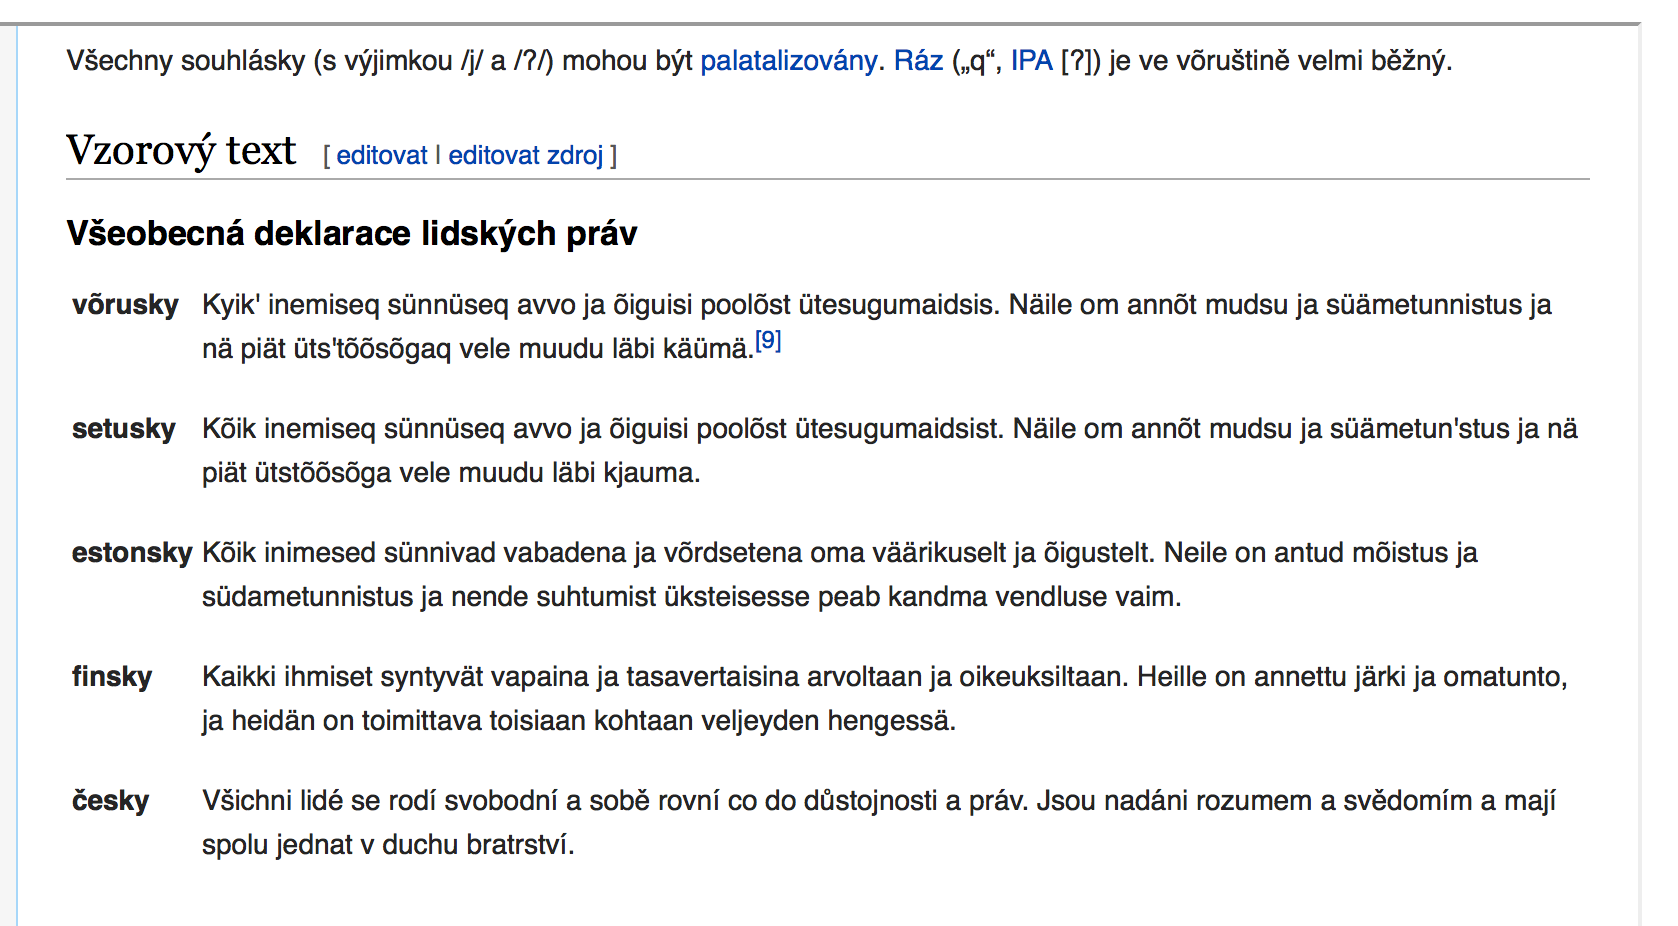 Všechny souhlásky (s výjimkou /j/ a /?/) mohou být palatalizovány. Ráz („q“, IPA [?]) je ve võruštině velmi běžný.
Vzorový text [ editovat | editovat zdroj ]
Všeobecná deklarace lidských práv
võrusky Kyik' inemiseq sünnüseq avvo ja õiguisi poolõst ütesugumaidsis. Näile om annõt mudsu ja süämetunnistus ja
nä piät üts'tõõsõgaq vele muudu läbi käümä.[9]
setusky Kõik inemiseq sünnüseq avvo ja õiguisi poolõst ütesugumaidsist. Näile om annõt mudsu ja süämetun'stus ja nä
piät ütstõõsõga vele muudu läbi kjauma.
estonsky Kõik inimesed sünnivad vabadena ja võrdsetena oma väärikuselt ja õigustelt. Neile on antud mõistus ja
südametunnistus ja nende suhtumist üksteisesse peab kandma vendluse vaim.
finsky Kaikki ihmiset syntyvät vapaina ja tasavertaisina arvoltaan ja oikeuksiltaan. Heille on annettu järki ja omatunto,
ja heidän on toimittava toisiaan kohtaan veljeyden hengessä.
česky Všichni lidé se rodí svobodní a sobě rovní co do důstojnosti a práv. Jsou nadáni rozumem a svědomím a mají
spolu jednat v duchu bratrství.